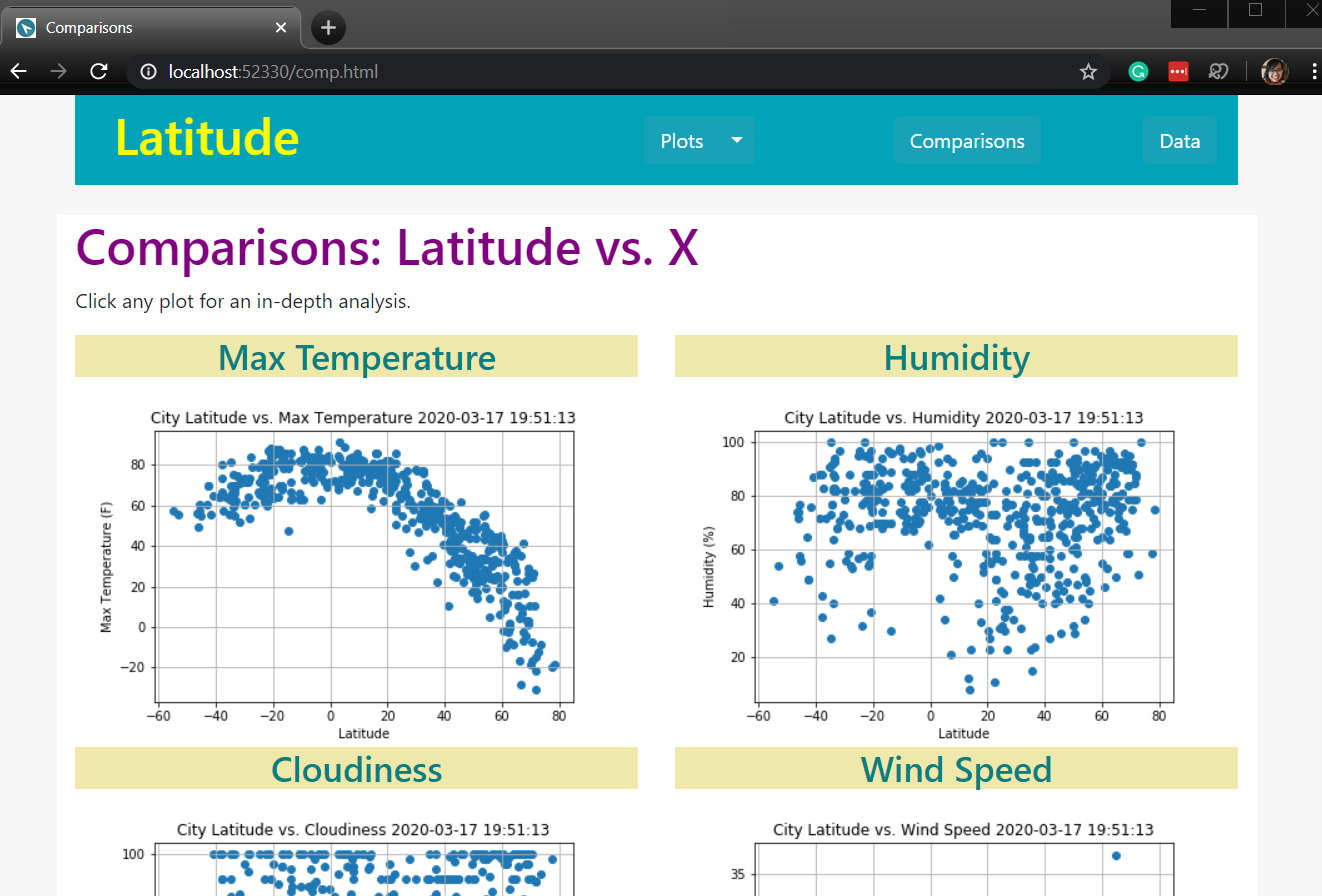 Comparisons
localhost:52330/comp.html
Latitude
Plots
Comparisons
Data
Comparisons: Latitude vs. X
Click any plot for an in-depth analysis.
Max Temperature
City Latitude vs. Max Temperature 2020-03-17 19:51:13
80
60
40
20
0
−20
Max Temperature (F)
−60 −40 −20 0 20 40 60 80
Latitude
Humidity
City Latitude vs. Humidity 2020-03-17 19:51:13
100
80
60
40
20
Humidity (%)
−60 −40 −20 0 20 40 60 80
Latitude
Cloudiness
City Latitude vs. Cloudiness 2020-03-17 19:51:13
100
Wind Speed
City Latitude vs. Wind Speed 2020-03-17 19:51:13
35